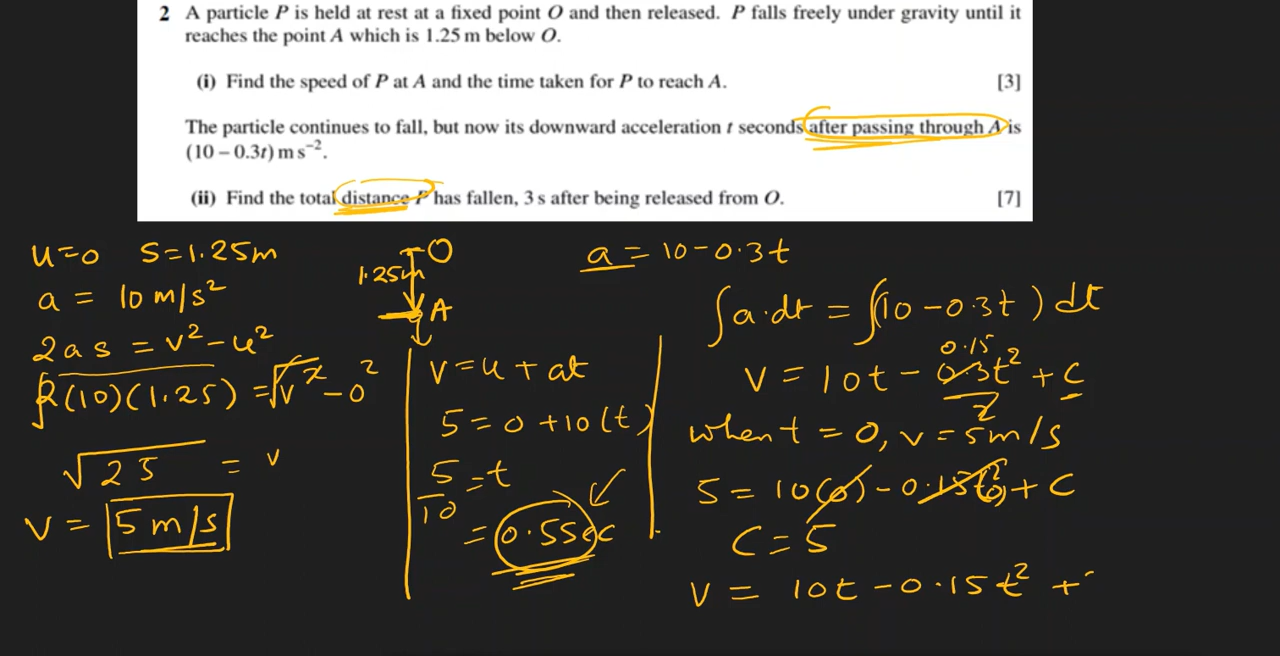 2 A particle P is held at rest at a fixed point O and then released. P falls freely under gravity until it
reaches the point A which is 1.25 m below O.
(i) Find the speed of P at A and the time taken for P to reach A. [3]
The particle continues to fall, but now its downward acceleration t seconds after passing through A is
(10 – 0.3t) m s⁻².
(ii) Find the total distance P has fallen, 3 s after being released from O. [7]
u=0 S=1.25m
a = 10 m/s²
2as = v² - u²
√2(10)(1.25) = √v² - 0²
√25 = v
v = 5 m/s
O
1.25m
A
v = u + at
5 = 0 + 10(t)
5/10 = t
= 0.5sec
a = 10 - 0.3t
∫a.dt = ∫(10 - 0.3t) dt
0.15
v = 10t - 0.3t²/2 + c
when t = 0, v = 5m/s
5 = 10(0) - 0.15(0)² + C
C = 5
v = 10t - 0.15t² +